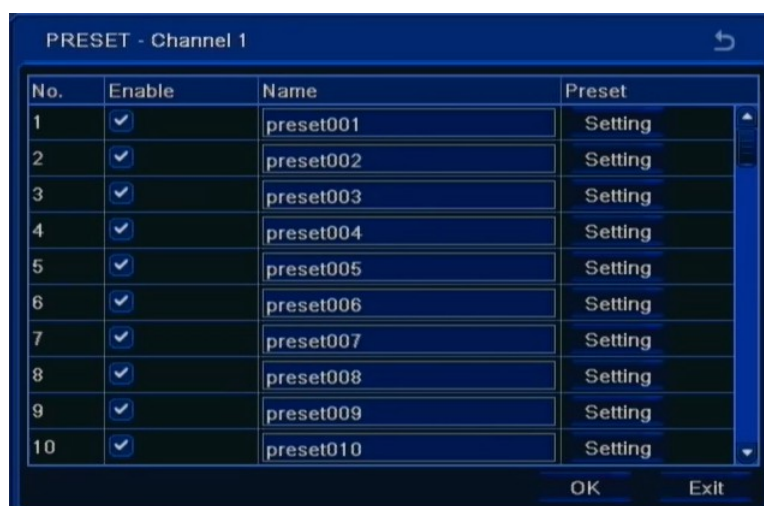 PRESET - Channel 1
No. Enable Name Preset
1 preset001 Setting
2 preset002 Setting
3 preset003 Setting
4 preset004 Setting
5 preset005 Setting
6 preset006 Setting
7 preset007 Setting
8 preset008 Setting
9 preset009 Setting
10 preset010 Setting
OK Exit